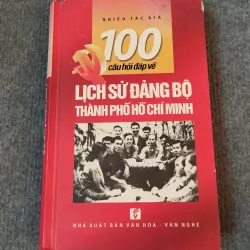 NHIỀU TÁC GIẢ
100
câu hỏi đáp về
LỊCH SỬ ĐẢNG BỘ
THÀNH PHỐ HỒ CHÍ MINH
NHÀ XUẤT BẢN VĂN HÓA - VĂN NGHỆ